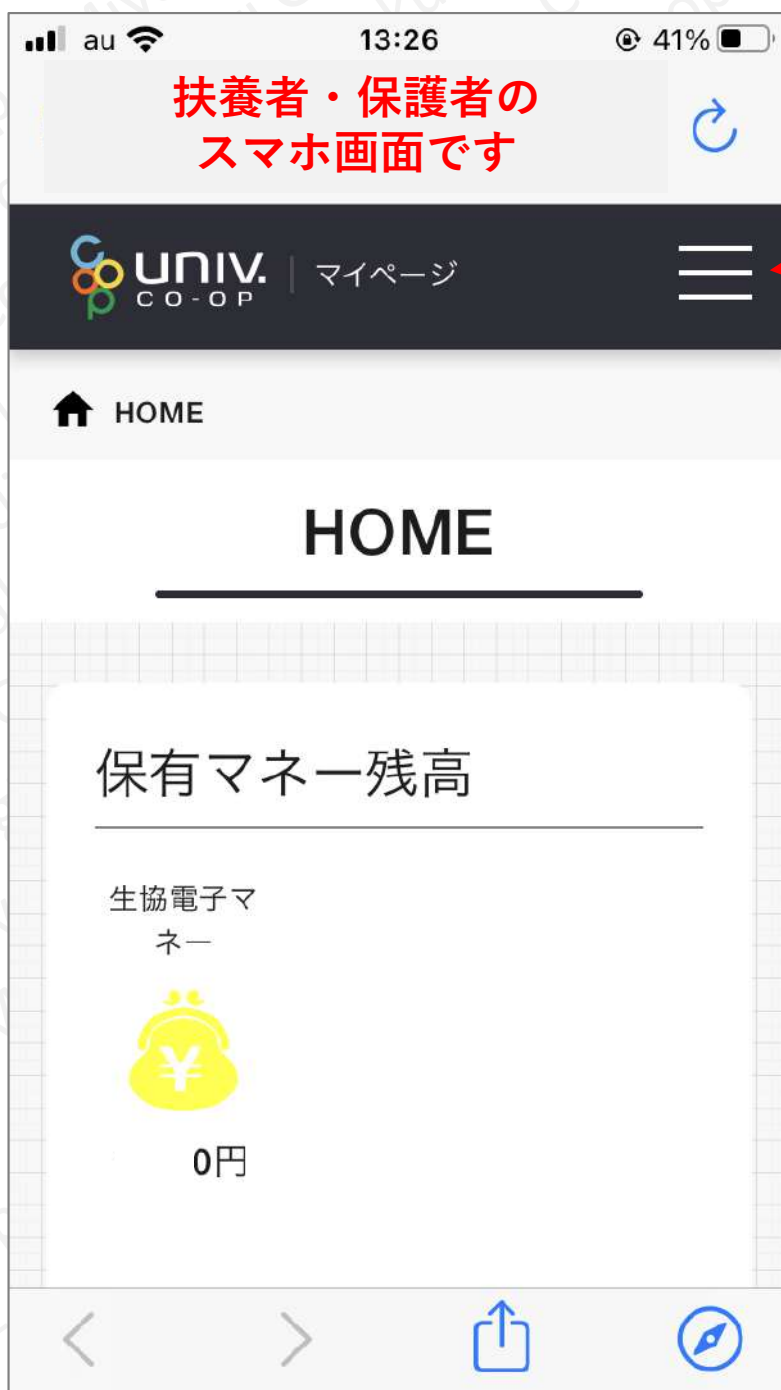 au 13:26 41%
扶養者・保護者の
スマホ画面です
UNIV. マイページ
CO-OP
HOME
HOME
保有マネー残高
生協電子マ
ネー
¥
0円